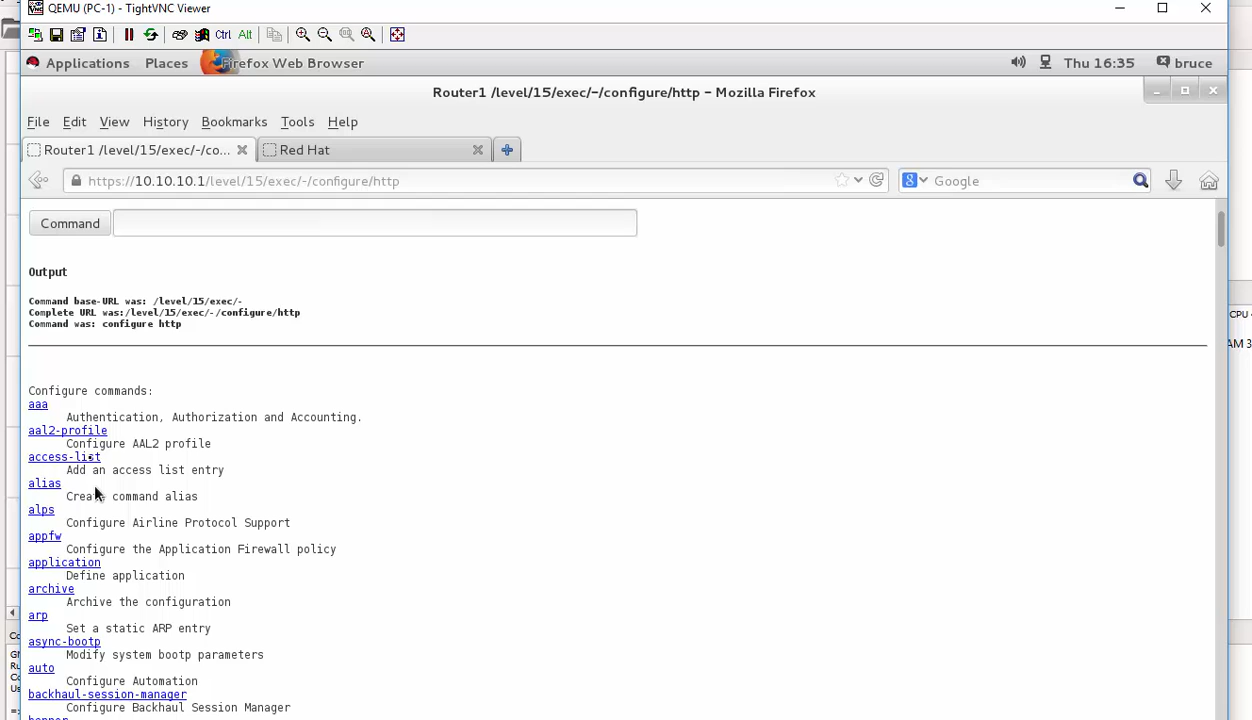 QEMU (PC-1) - TightVNC Viewer
Ctrl Alt
Applications Places Firefox Web Browser Thu 16:35 bruce
Router1 /level/15/exec/-/configure/http - Mozilla Firefox
File Edit View History Bookmarks Tools Help
Router1 /level/15/exec/-/co... Red Hat
https://10.10.10.1/level/15/exec/-/configure/http Google
Command
Output
Command base-URL was: /level/15/exec/-
Complete URL was:/level/15/exec/-/configure/http
Command was: configure http
CPU
AM 3
Configure commands:
aaa
Authentication, Authorization and Accounting.
aal2-profile
Configure AAL2 profile
access-list
Add an access list entry
alias
Create command alias
alps
Configure Airline Protocol Support
appfw
Configure the Application Firewall policy
application
Define application
archive
Archive the configuration
arp
Set a static ARP entry
async-bootp
Modify system bootp parameters
auto
Configure Automation
backhaul-session-manager
Configure Backhaul Session Manager